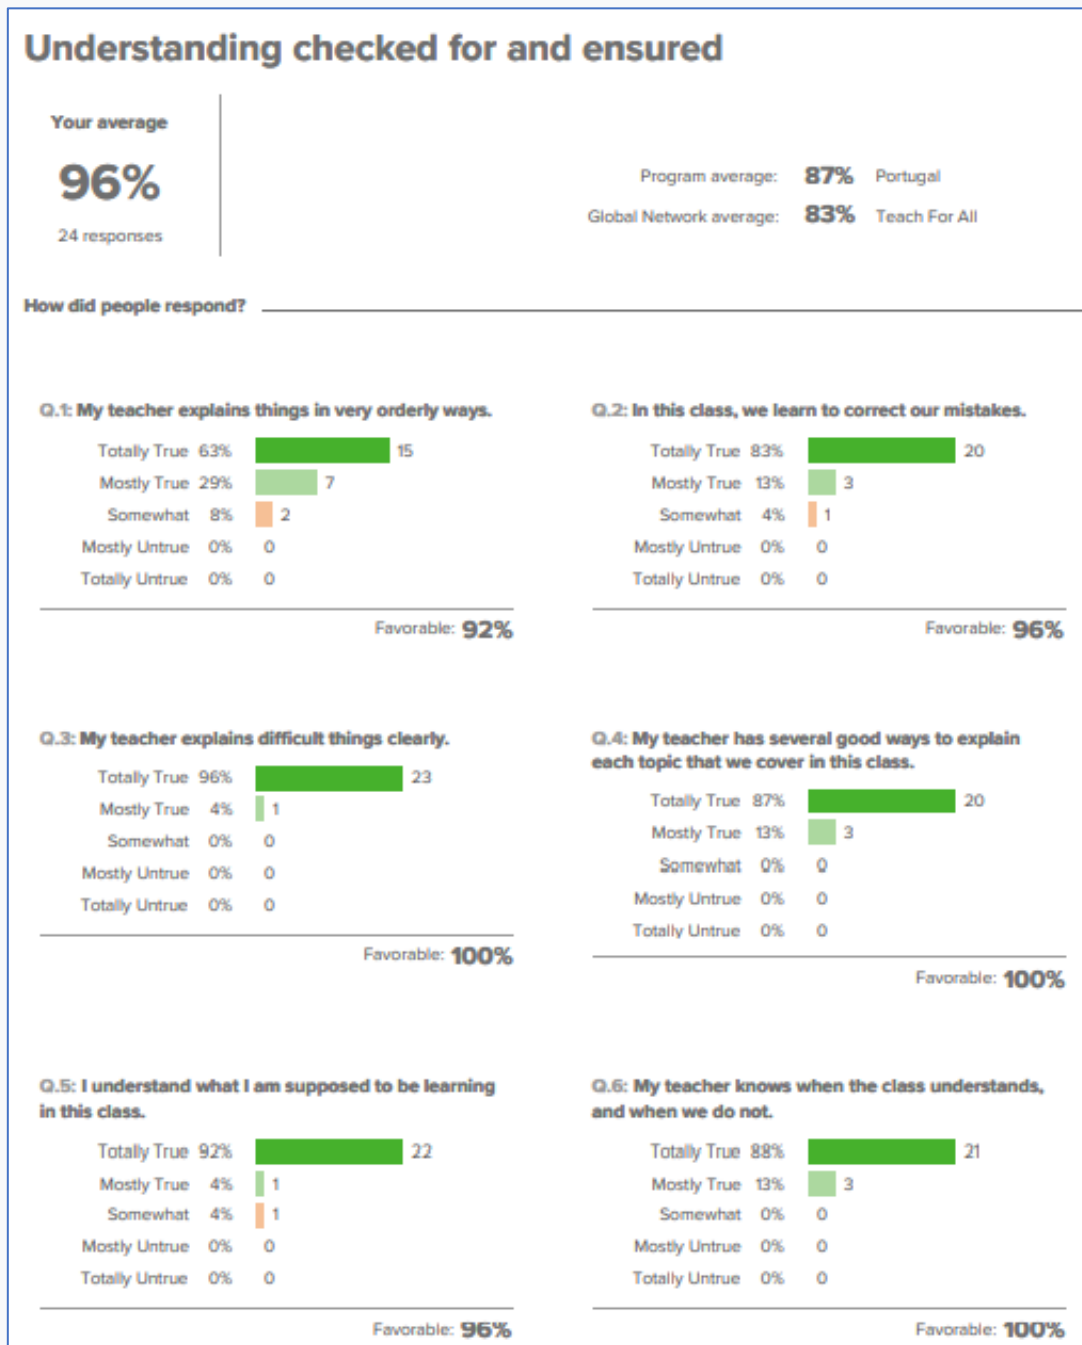 Understanding checked for and ensured
Your average
96%
24 responses
Program average: 87% Portugal
Global Network average: 83% Teach For All
How did people respond?
Q.1: My teacher explains things in very orderly ways.
Totally True 63% 15
Mostly True 29% 7
Somewhat 8% 2
Mostly Untrue 0% 0
Totally Untrue 0% 0
Favorable: 92%
Q.2: In this class, we learn to correct our mistakes.
Totally True 83% 20
Mostly True 13% 3
Somewhat 4% 1
Mostly Untrue 0% 0
Totally Untrue 0% 0
Favorable: 96%
Q.3: My teacher explains difficult things clearly.
Totally True 96% 23
Mostly True 4% 1
Somewhat 0% 0
Mostly Untrue 0% 0
Totally Untrue 0% 0
Favorable: 100%
Q.4: My teacher has several good ways to explain
each topic that we cover in this class.
Totally True 87% 20
Mostly True 13% 3
Somewhat 0% 0
Mostly Untrue 0% 0
Totally Untrue 0% 0
Favorable: 100%
Q.5: I understand what I am supposed to be learning
in this class.
Totally True 92% 22
Mostly True 4% 1
Somewhat 4% 1
Mostly Untrue 0% 0
Totally Untrue 0% 0
Favorable: 96%
Q.6: My teacher knows when the class understands,
and when we do not.
Totally True 88% 21
Mostly True 13% 3
Somewhat 0% 0
Mostly Untrue 0% 0
Totally Untrue 0% 0
Favorable: 100%